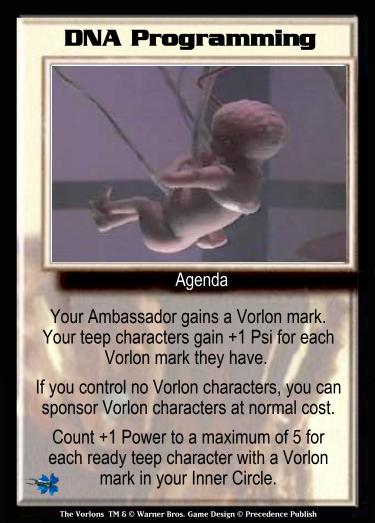 DNA Programming
Agenda
Your Ambassador gains a Vorlon mark.
Your teep characters gain +1 Psi for each
Vorlon mark they have.
If you control no Vorlon characters, you can
sponsor Vorlon characters at normal cost.
Count +1 Power to a maximum of 5 for
each ready teep character with a Vorlon
mark in your Inner Circle.
The Vorlons TM & © Warner Bros. Game Design © Precedence Publish